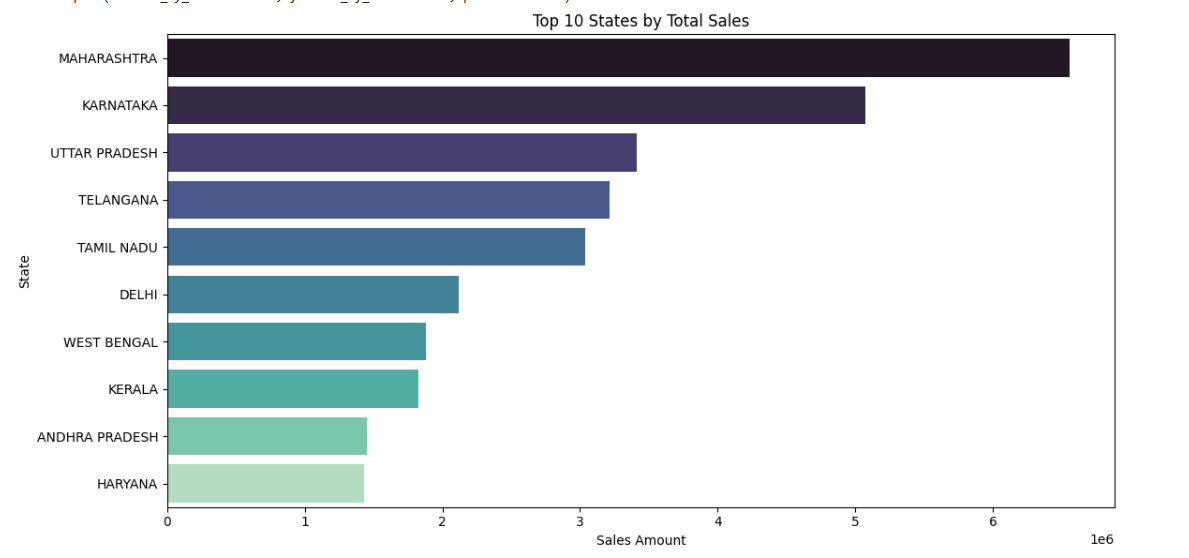 Top 10 States by Total Sales
MAHARASHTRA
KARNATAKA
UTTAR PRADESH
TELANGANA
TAMIL NADU
DELHI
WEST BENGAL
KERALA
ANDHRA PRADESH
HARYANA
State
0 1 2 3 4 5 6
1e6
Sales Amount